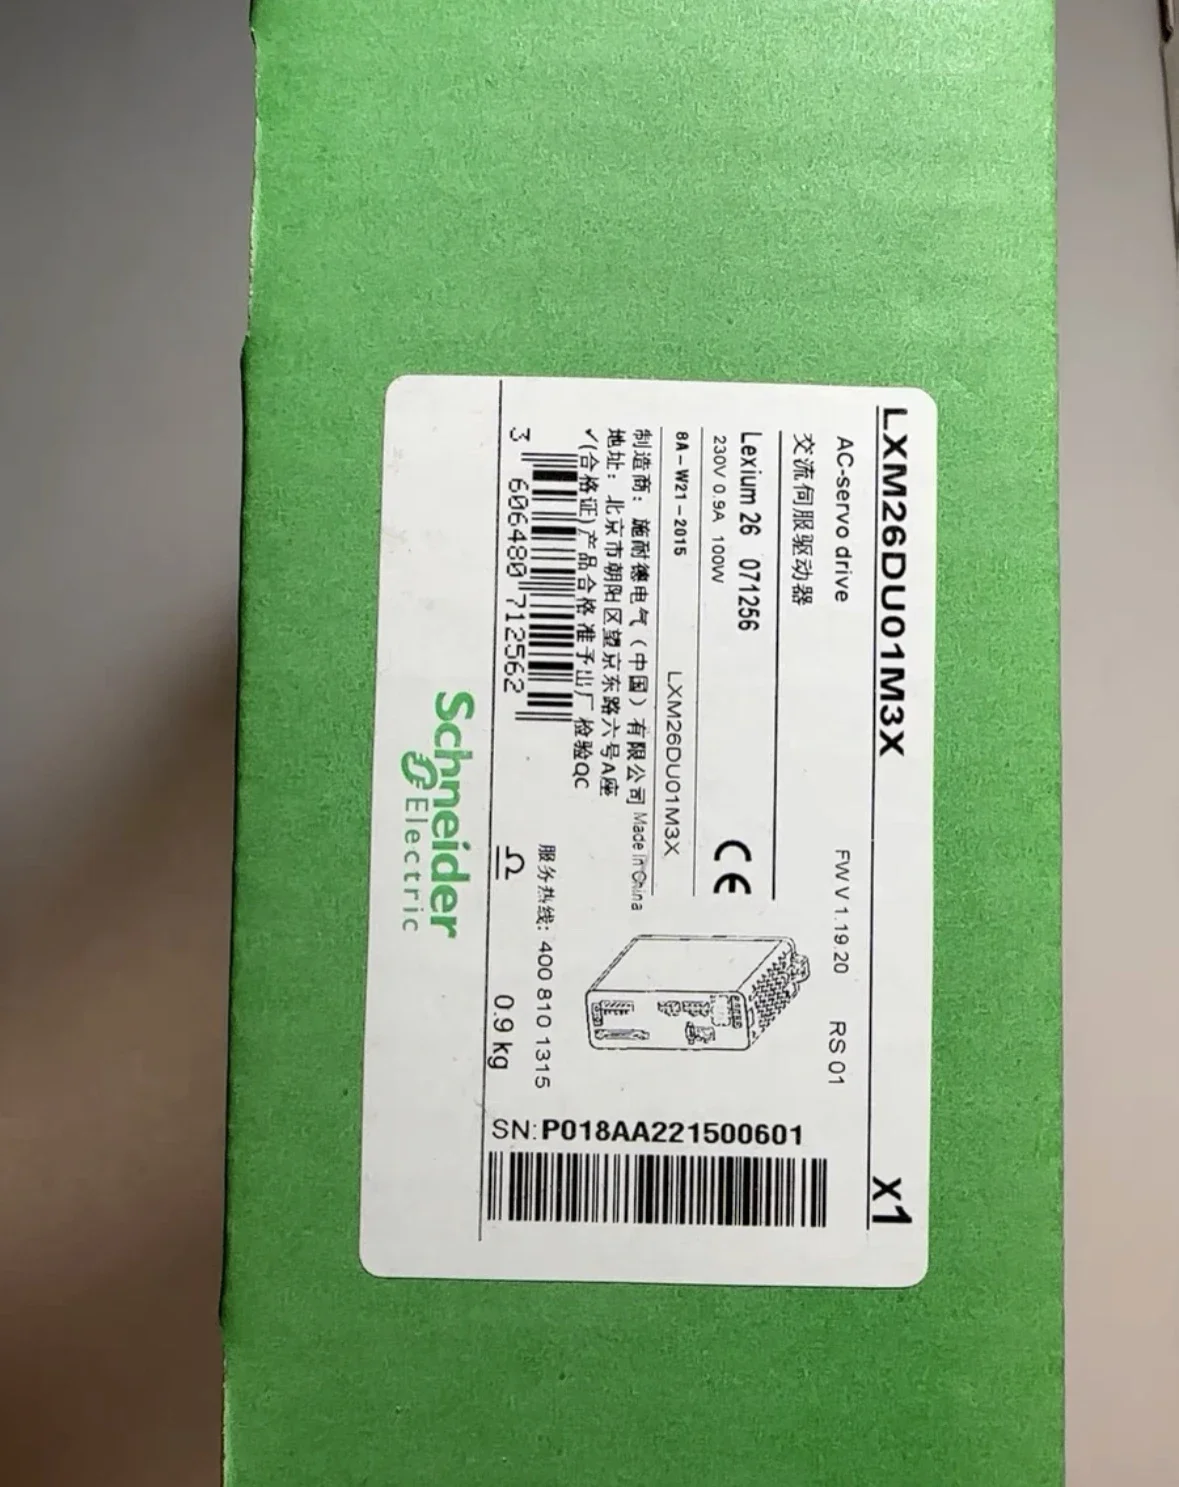 LXM26DU01M3X
x1
AC-servo drive
FW V 1.19.20
RS 01
交流伺服驱动器
Lexium 26 071256
230V 0.9A 100W
CE
8A-W21-2015
LXM26DU01M3X
制造商：施耐德电气（中国）有限公司 Made in China
地址：北京市朝阳区望京东路六号A座
✓(合格证)产品合格准予出厂 检验QC
3 606480 712562
服务热线: 400 810 1315
0.9 kg
SN:P018AA221500601
Schneider
Electric